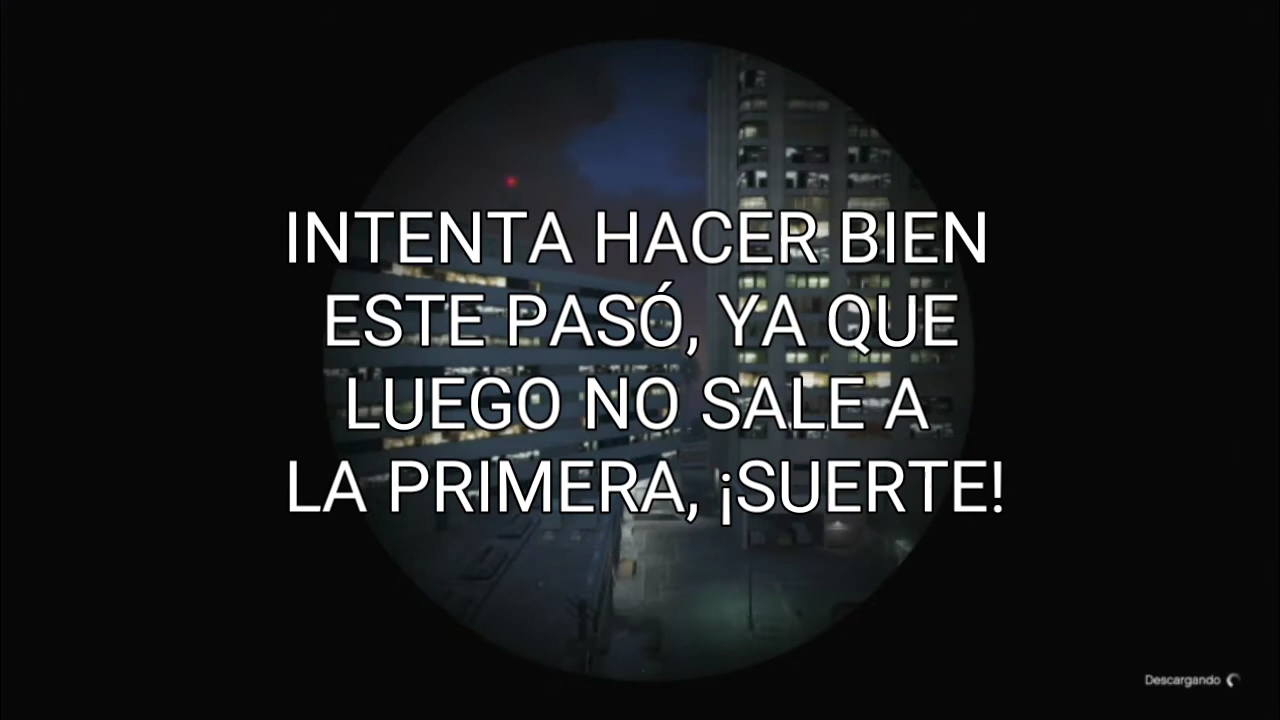 INTENTA HACER BIEN
ESTE PASÓ, YA QUE
LUEGO NO SALE A
LA PRIMERA, ¡SUERTE!
Descargando